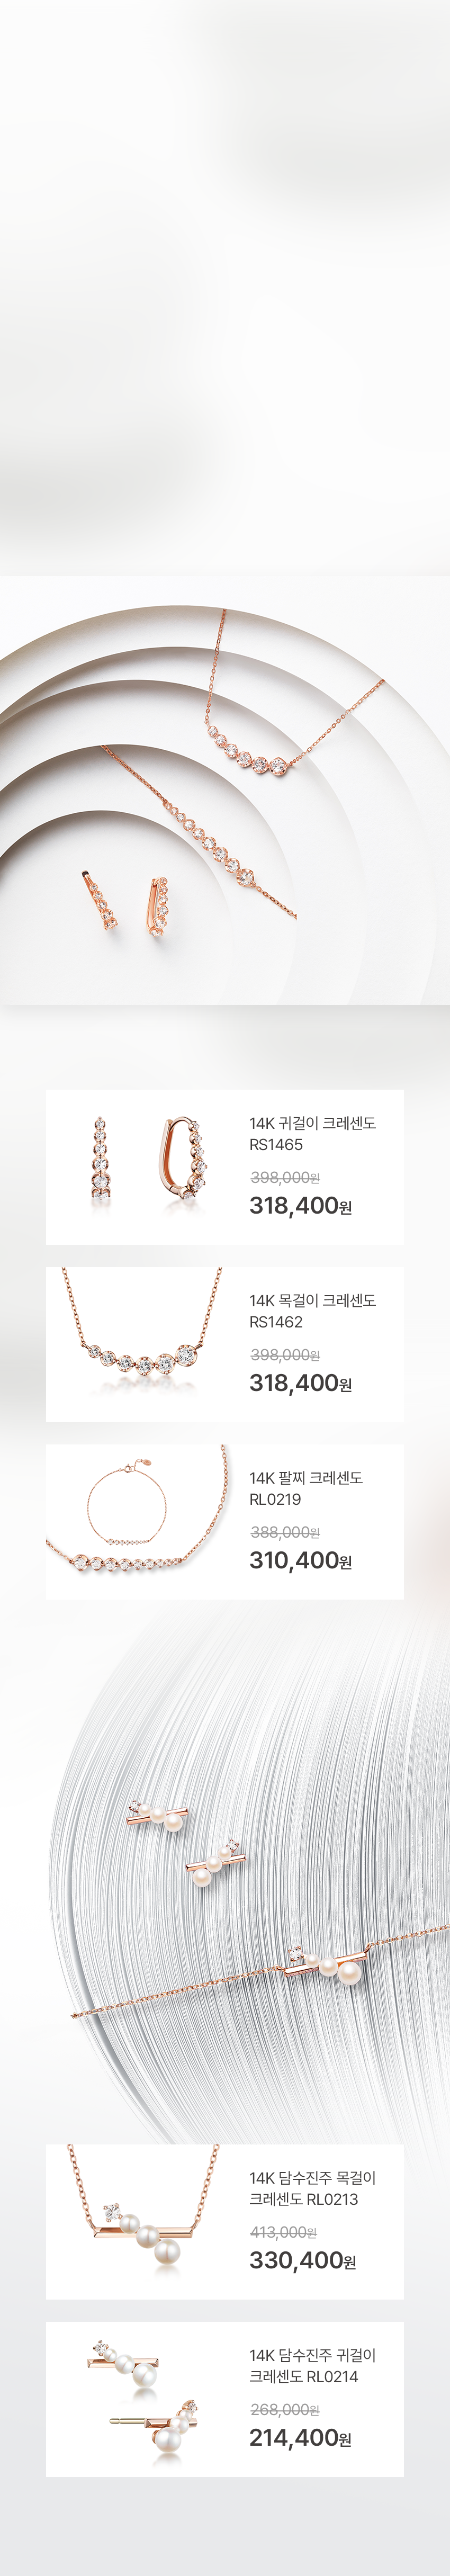 14K 귀걸이 크레센도
RS1465
398,000원
318,400원
14K 목걸이 크레센도
RS1462
398,000원
318,400원
14K 팔찌 크레센도
RL0219
388,000원
310,400원
14K 담수진주 목걸이
크레센도 RL0213
413,000원
330,400원
14K 담수진주 귀걸이
크레센도 RL0214
268,000원
214,400원